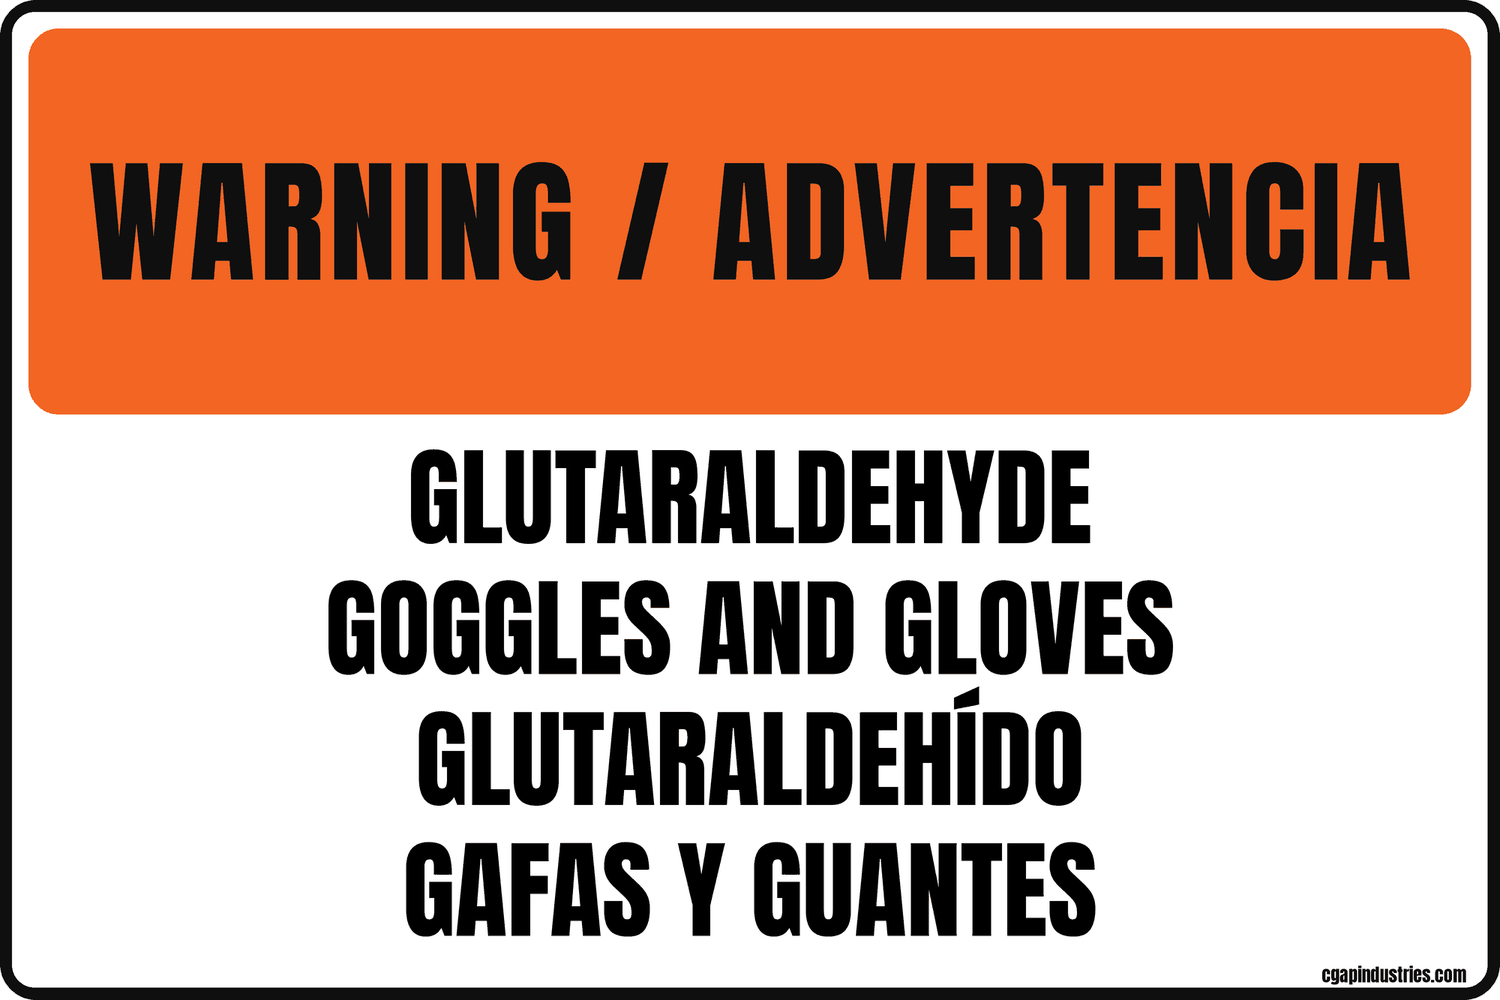 WARNING / ADVERTENCIA
GLUTARALDEHYDE
GOGGLES AND GLOVES
GLUTARALDEHÍDO
GAFAS Y GUANTES
cgapindustries.com